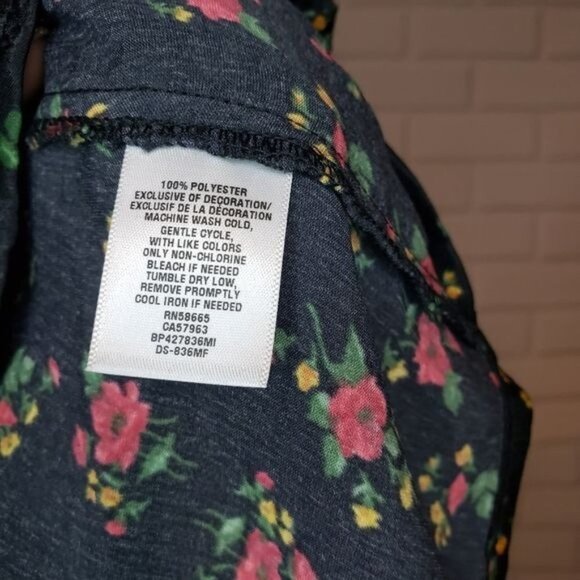 100% POLYESTER
EXCLUSIVE OF DECORATION/
EXCLUSIF DE LA DÉCORATION
MACHINE WASH COLD,
GENTLE CYCLE,
WITH LIKE COLORS
ONLY NON-CHLORINE
BLEACH IF NEEDED
TUMBLE DRY LOW,
REMOVE PROMPTLY
COOL IRON IF NEEDED
RN58665
CA57963
BP427836MI
DS-836MF